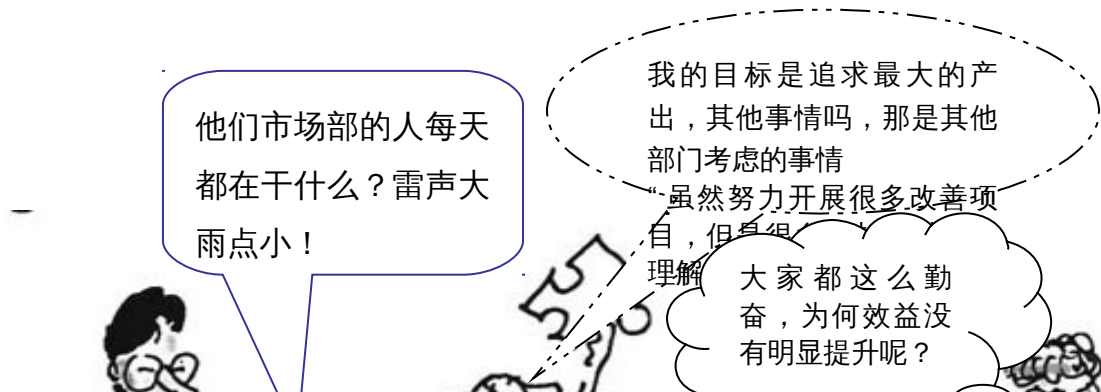 他们市场部的人每天
都在干什么？雷声大
雨点小！
我的目标是追求最大的产
出，其他事情吗，那是其他
部门考虑的事情
“虽然努力开展很多改善项
目，但是很
理解
大家都这么勤
奋，为何效益没
有明显提升呢？